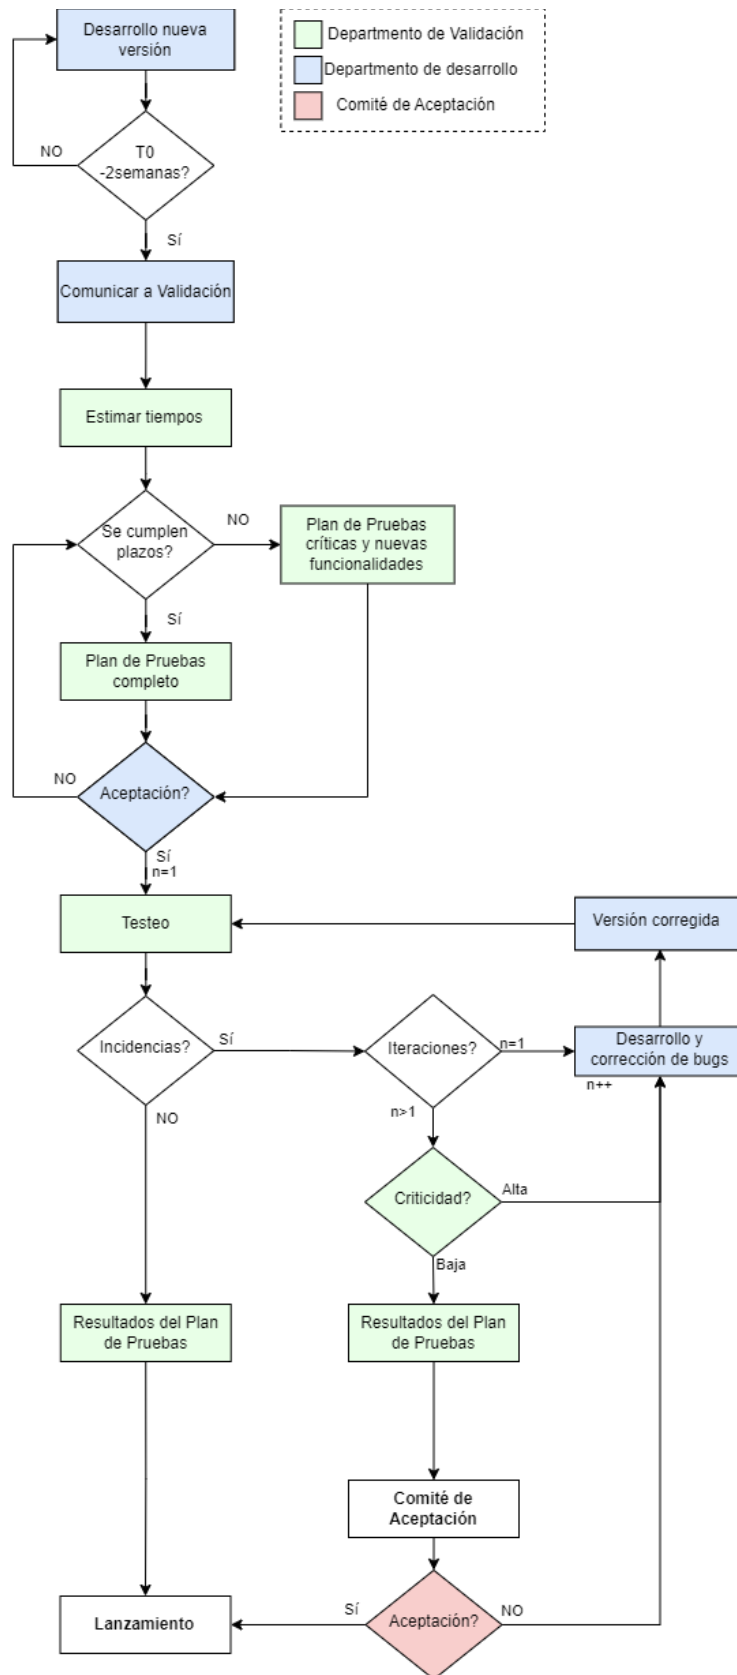 Desarrollo nueva
versión
Departmento de Validación
Departmento de desarrollo
Comité de Aceptación
NO
T0
-2semanas?
Sí
Comunicar a Validación
Estimar tiempos
Se cumplen
plazos?
NO
Plan de Pruebas
críticas y nuevas
funcionalidades
Sí
Plan de Pruebas
completo
NO
Aceptación?
Sí
n=1
Testeo
Versión corregida
Incidencias?
Sí
Iteraciones?
n=1
Desarrollo y
corrección de bugs
n++
NO
n>1
Criticidad?
Alta
Baja
Resultados del Plan
de Pruebas
Resultados del Plan
de Pruebas
Comité de
Aceptación
Lanzamiento
Sí
Aceptación?
NO